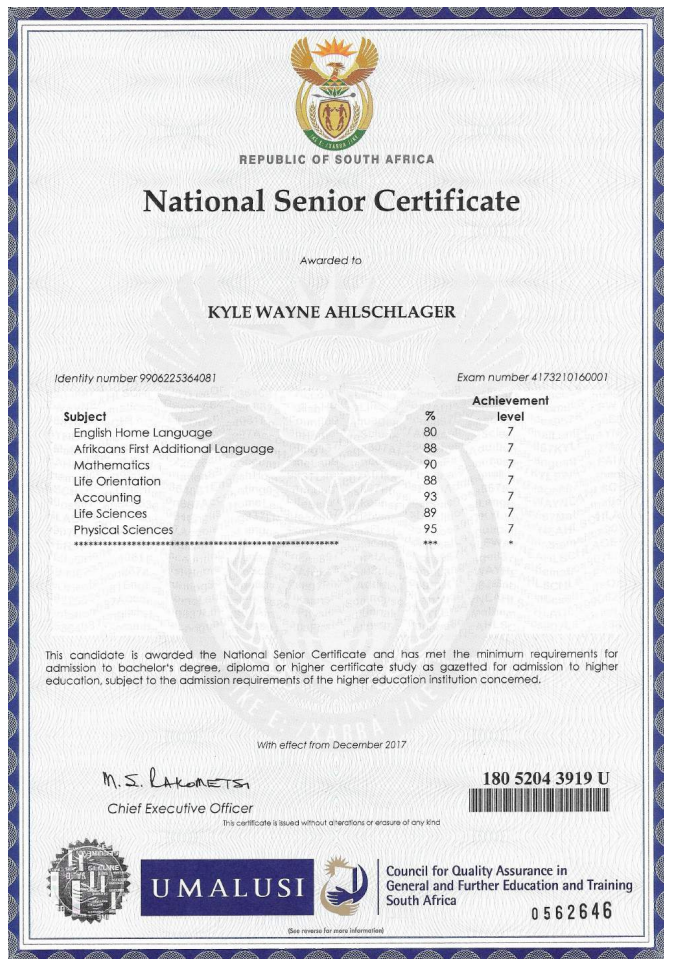 REPUBLIC OF SOUTH AFRICA
National Senior Certificate
Awarded to
KYLE WAYNE AHLSCHLAGER
Identity number 9906225364081 Exam number 4173210160001
Achievement
Subject % level
English Home Language 80 7
Afrikaans First Additional Language 88 7
Mathematics 90 7
Life Orientation 88 7
Accounting 93 7
Life Sciences 89 7
Physical Sciences 95 7
******************************************************** *** *
This candidate is awarded the National Senior Certificate and has met the minimum requirements for
admission to bachelor's degree, diploma or higher certificate study as gazetted for admission to higher
education, subject to the admission requirements of the higher education institution concerned.
With effect from December 2017
M.S. RAKOMETSI
Chief Executive Officer
180 5204 3919 U
This certificate is issued without alterations or erasure of any kind
UMALUSI
Council for Quality Assurance in
General and Further Education and Training
South Africa
0562646
(See reverse for more information)